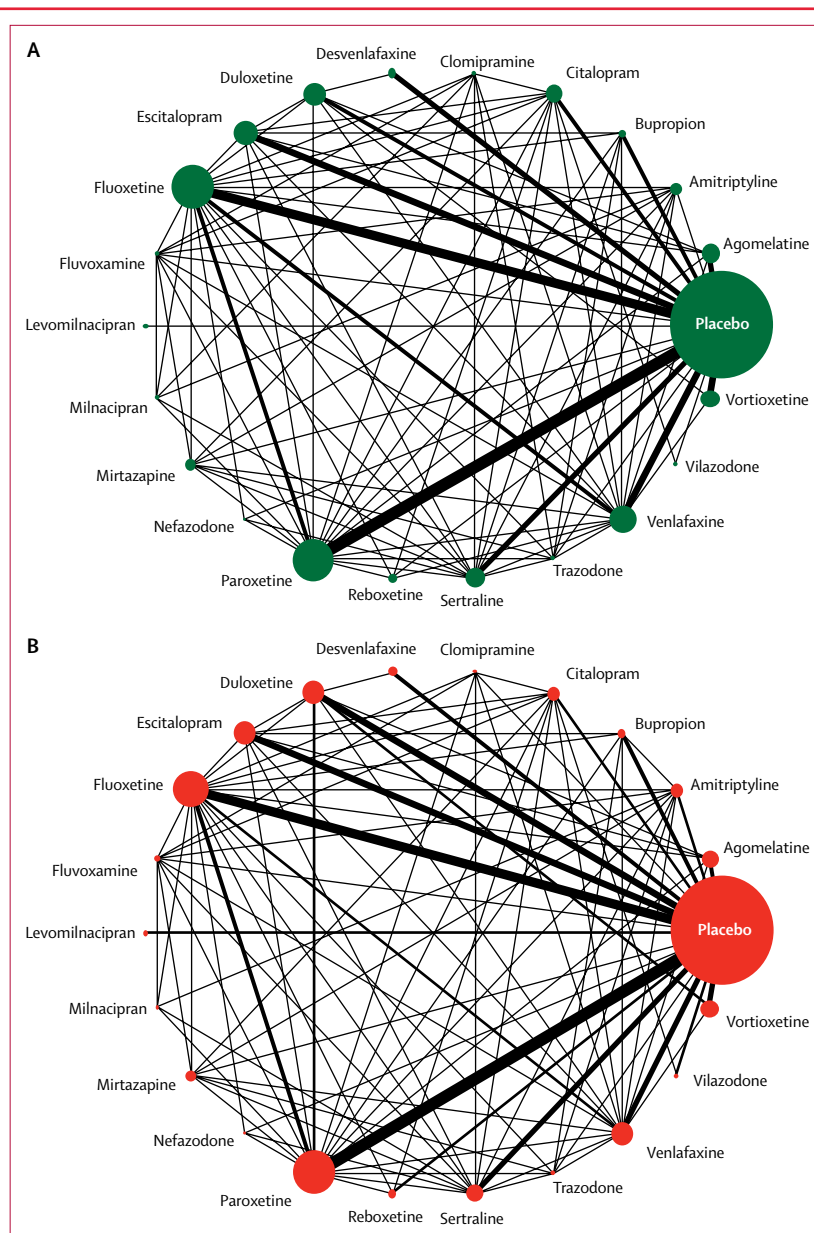 A
Desvenlafaxine
Clomipramine
Duloxetine
Citalopram
Escitalopram
Bupropion
Fluoxetine
Amitriptyline
Agomelatine
Fluvoxamine
Levomilnacipran
Placebo
Milnacipran
Vortioxetine
Mirtazapine
Vilazodone
Nefazodone
Venlafaxine
Paroxetine
Trazodone
Reboxetine
Sertraline
B
Desvenlafaxine
Clomipramine
Duloxetine
Citalopram
Escitalopram
Bupropion
Fluoxetine
Amitriptyline
Agomelatine
Fluvoxamine
Levomilnacipran
Placebo
Milnacipran
Vortioxetine
Mirtazapine
Vilazodone
Nefazodone
Venlafaxine
Paroxetine
Trazodone
Reboxetine
Sertraline